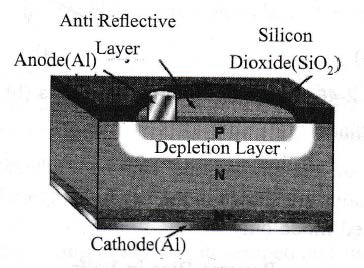 Anti Reflective
Layer
Silicon
Anode(Al)
Dioxide(SiO₂)
P
Depletion Layer
N
N+
Cathode(Al)